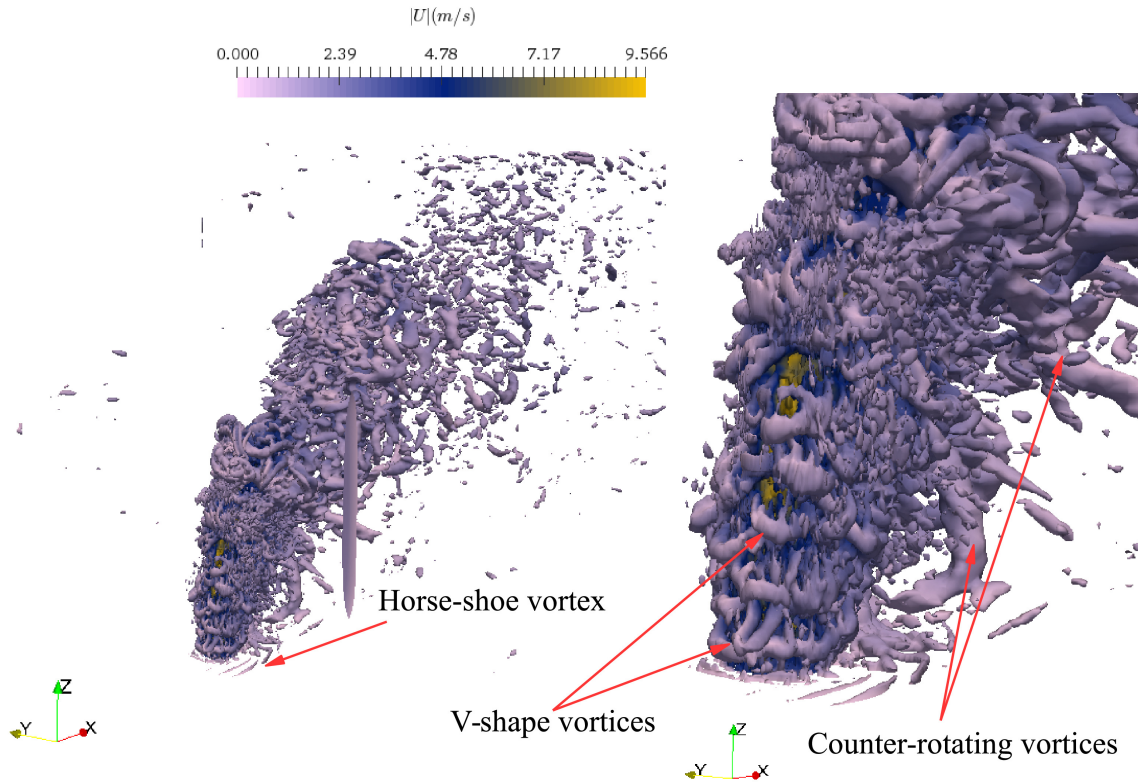 |U|(m/s)
0.000 2.39 4.78 7.17 9.566
Horse-shoe vortex
V-shape vortices
Counter-rotating vortices
Z
Y
X
Z
Y
X